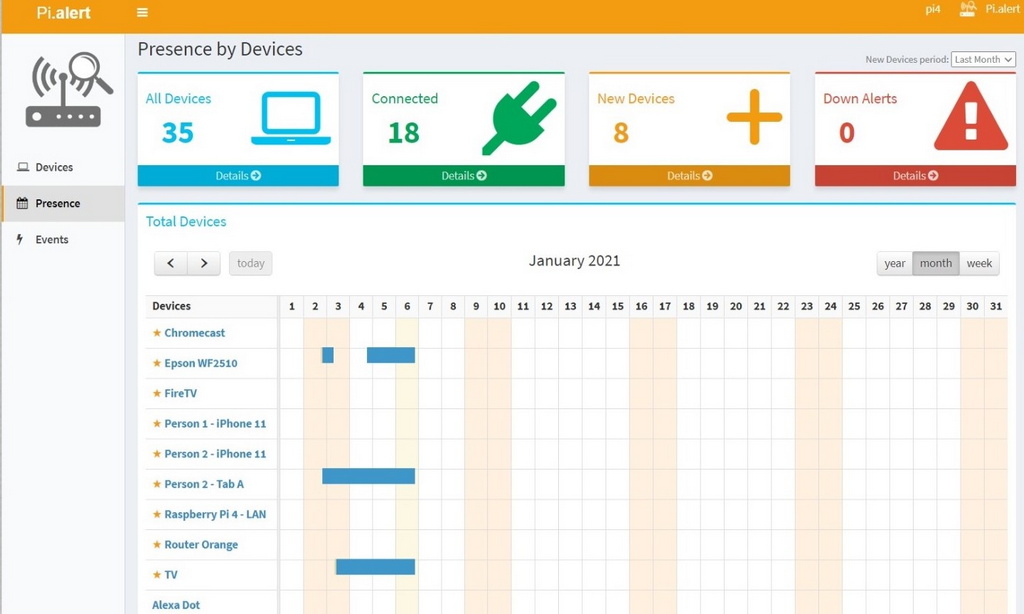 Pi.alert
pi4 Pi.alert
Presence by Devices
New Devices period: Last Month
All Devices
35
Details
Connected
18
Details
New Devices
8
Details
Down Alerts
0
Details
Devices
Presence
Events
Total Devices
today
January 2021
year month week
Devices 1 2 3 4 5 6 7 8 9 10 11 12 13 14 15 16 17 18 19 20 21 22 23 24 25 26 27 28 29 30 31
Chromecast
Epson WF2510
FireTV
Person 1 - iPhone 11
Person 2 - iPhone 11
Person 2 - Tab A
Raspberry Pi 4 - LAN
Router Orange
TV
Alexa Dot